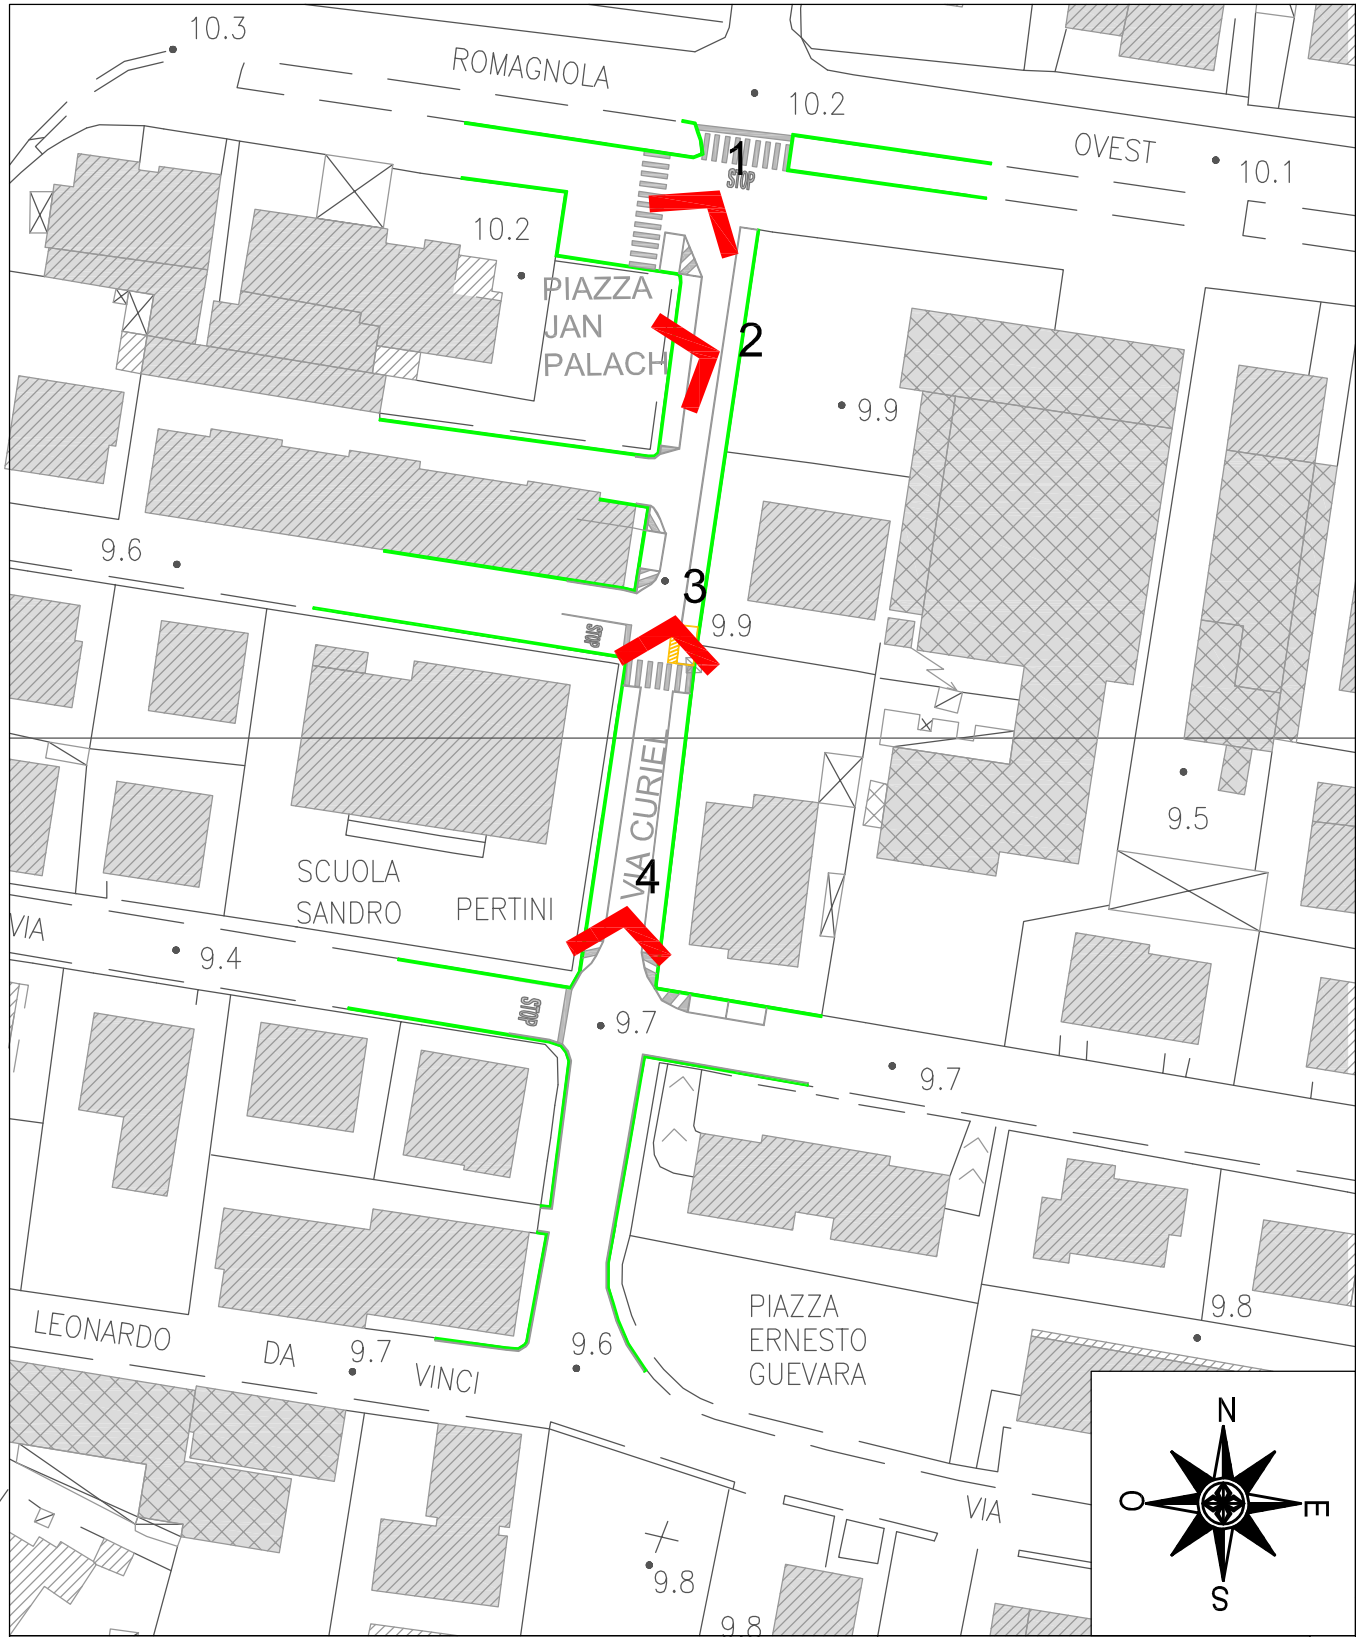 10.3
ROMAGNOLA
10.2
OVEST
10.1
1
STOP
10.2
PIAZZA
JAN
PALACH
2
9.9
9.6
3
9.9
STOP
VIA CURIEL
9.5
SCUOLA
SANDRO PERTINI
4
VIA
9.4
STOP
9.7
9.7
9.8
PIAZZA
ERNESTO
GUEVARA
LEONARDO DA VINCI
9.7
9.6
VIA
9.8
9.8
N
O
E
S